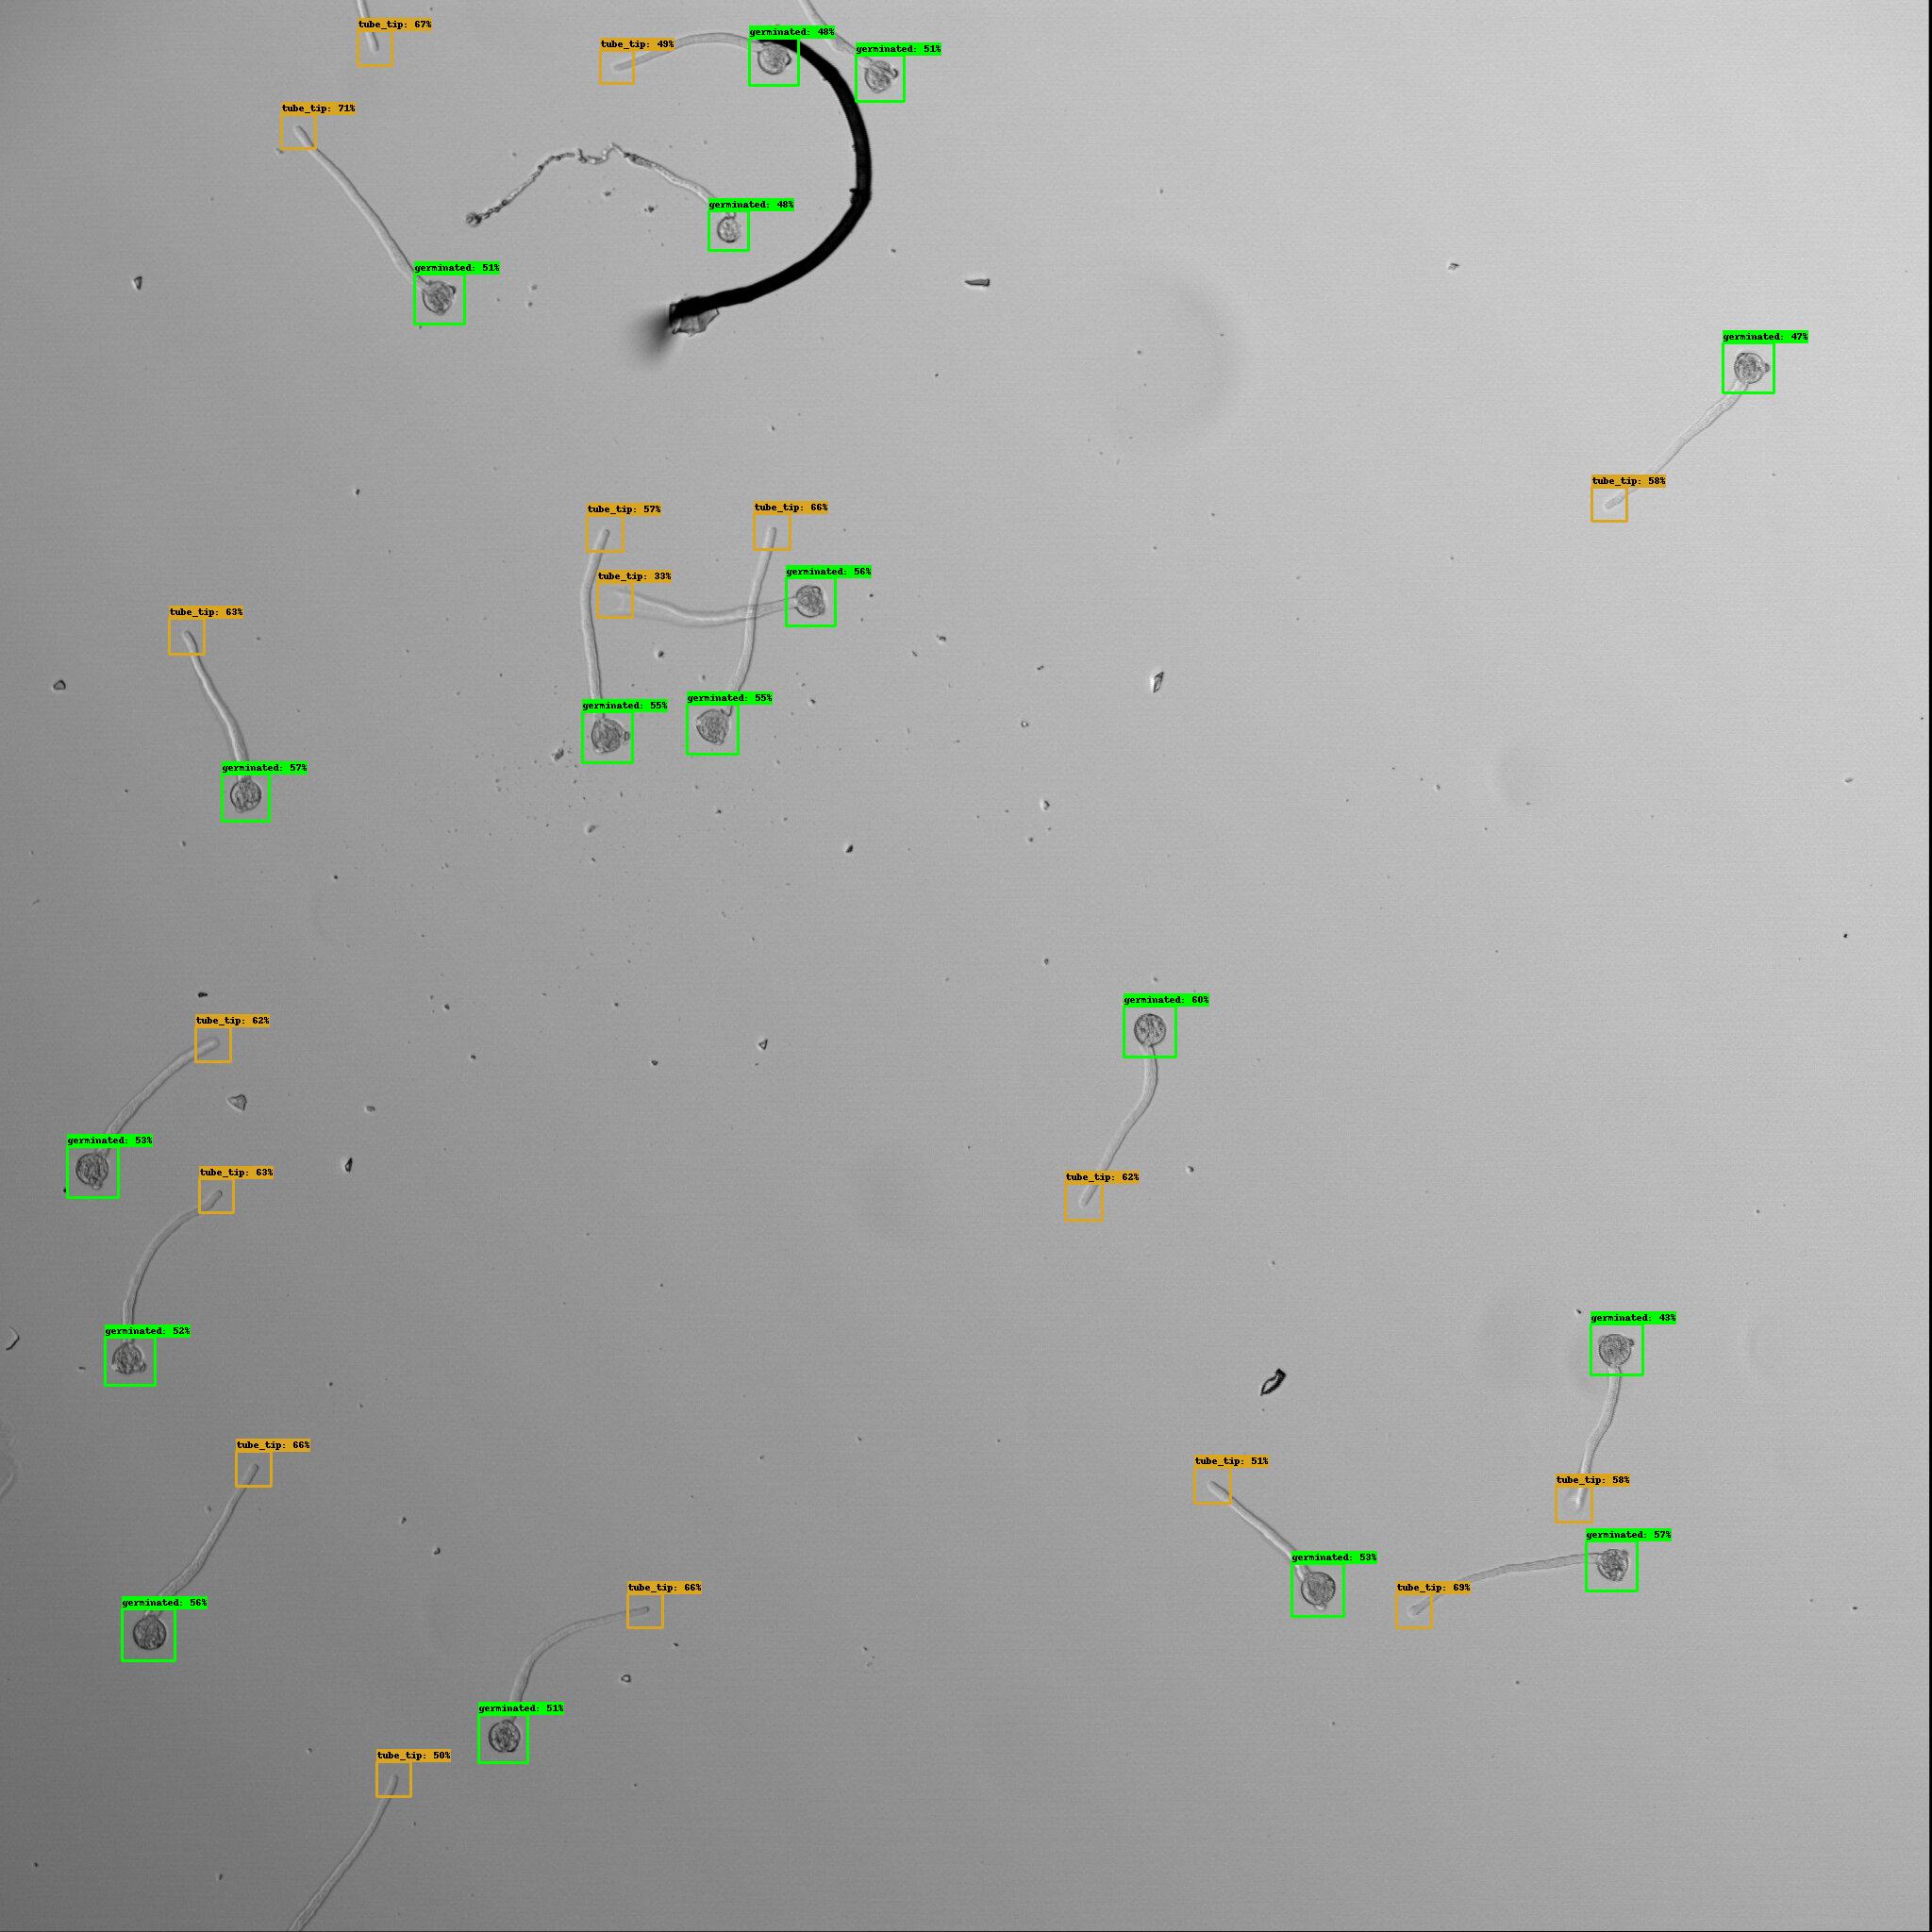 tube_tip: 67%
germinated: 48%
tube_tip: 49%
germinated: 51%
tube_tip: 71%
germinated: 48%
germinated: 51%
germinated: 47%
tube_tip: 58%
tube_tip: 57%
tube_tip: 66%
germinated: 56%
tube_tip: 33%
tube_tip: 63%
germinated: 55%
germinated: 55%
germinated: 57%
germinated: 60%
tube_tip: 62%
germinated: 53%
tube_tip: 63%
tube_tip: 62%
germinated: 43%
germinated: 52%
tube_tip: 66%
tube_tip: 51%
tube_tip: 58%
germinated: 57%
germinated: 53%
tube_tip: 69%
tube_tip: 66%
germinated: 56%
germinated: 51%
tube_tip: 50%